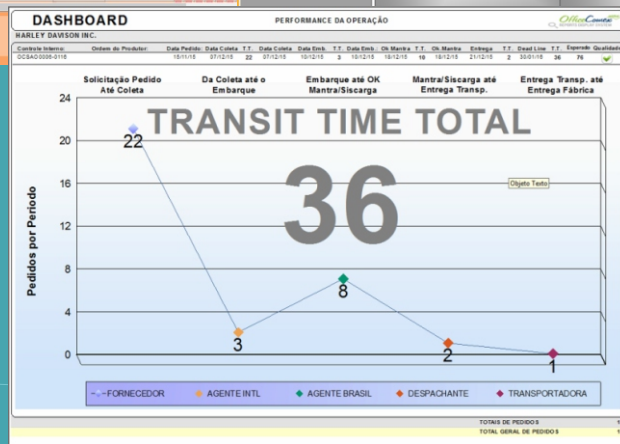 DASHBOARD
PERFORMANCE DA OPERAÇÃO
HARLEY DAVISON INC.
Controle Interno: Ordem do Produtor: Data Pedido: Data Coleta T.T. Data Coleta Data Emb. T.T. Data Emb. Ok Mantra T.T. Ok Mantra Entrega T.T. Dead Line T.T. Esperado Qualidade
15/11/15 07/12/15 22 07/12/15 10/12/15 3 10/12/15 18/12/15 18/12/15 21/12/15 2 30/01/16 36 76
Solicitação Pedido Até Coleta
Da Coleta até o Embarque
Embarque até OK Mantra/Siscarga
Mantra/Siscarga até Entrega Transp.
Entrega Transp. até Entrega Fábrica
TRANSIT TIME TOTAL
36
Objeto Texto
Pedidos por Periodo
24
20
16
12
8
4
0
22
3
8
2
1
FORNECEDOR AGENTE INTL AGENTE BRASIL DESPACHANTE TRANSPORTADORA
TOTAIS DE PEDIDOS 1
TOTAL GERAL DE PEDIDOS 1